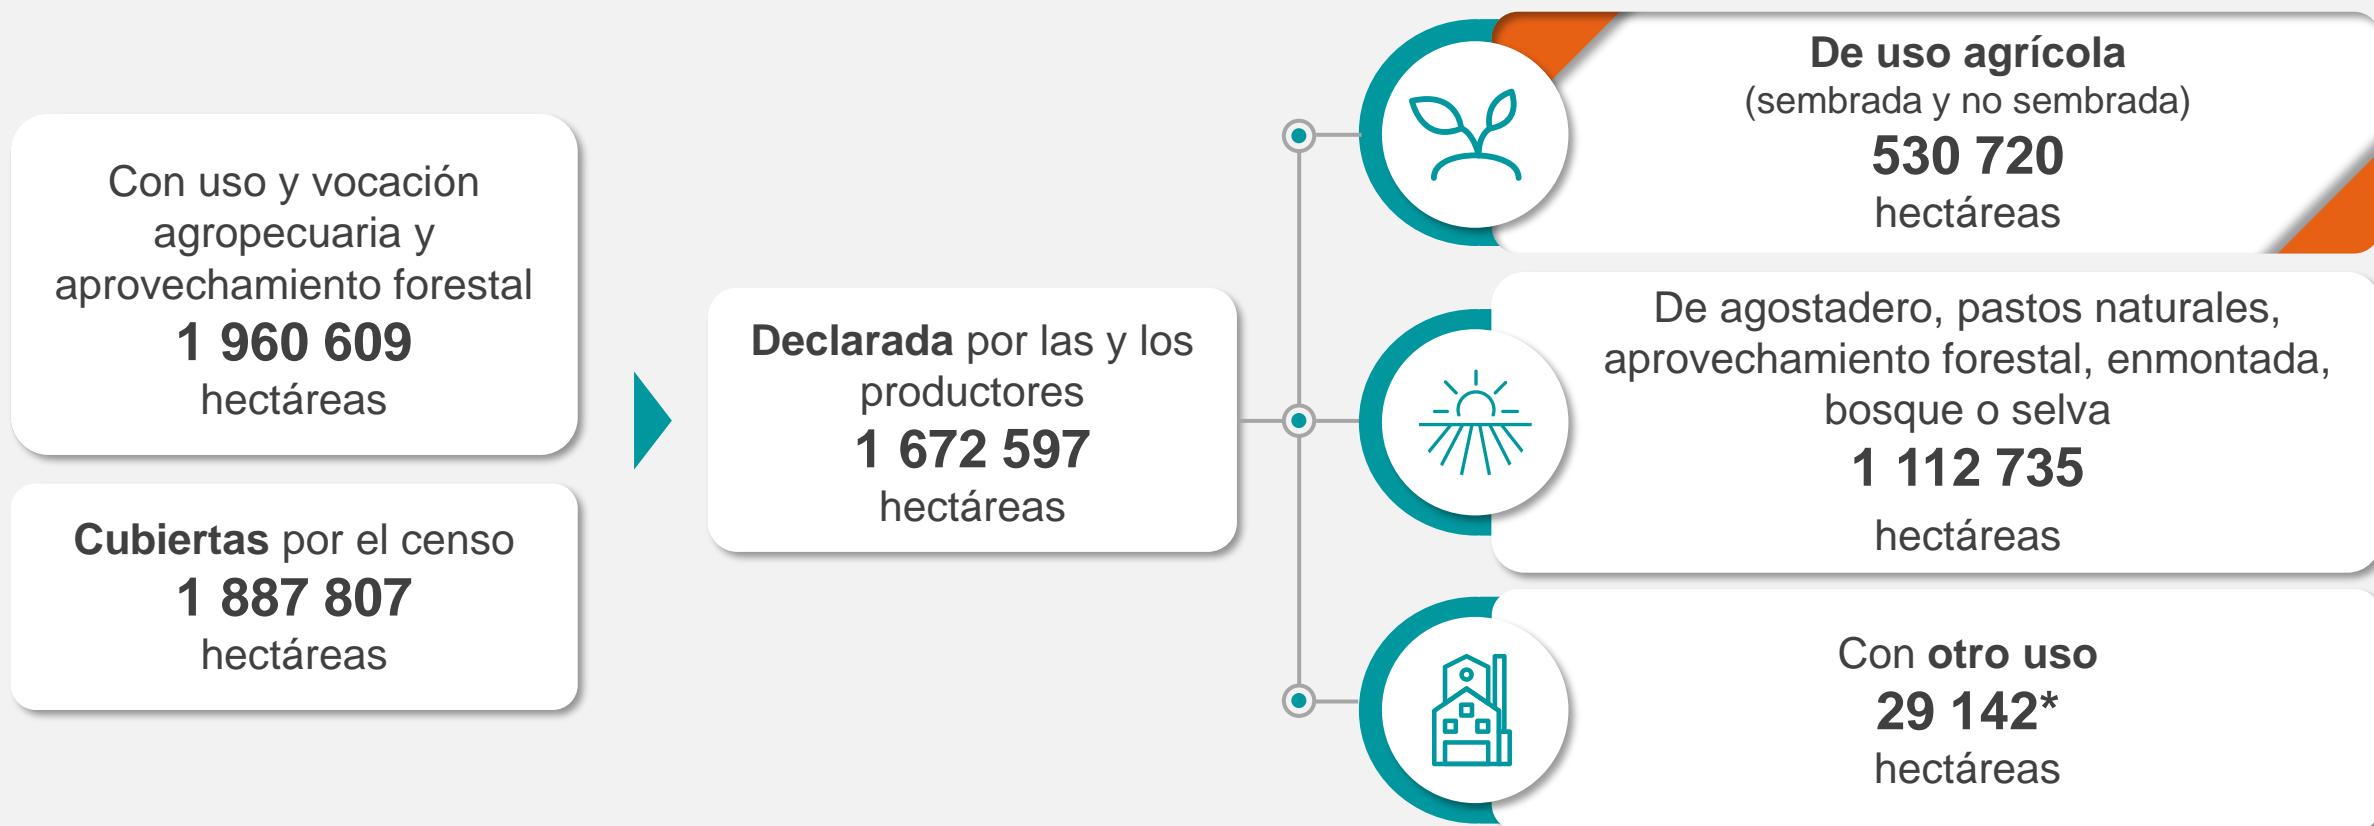 Con uso y vocación
agropecuaria y
aprovechamiento forestal
1 960 609
hectáreas
Cubiertas por el censo
1 887 807
hectáreas
Declarada por las y los
productores
1 672 597
hectáreas
De uso agrícola
(sembrada y no sembrada)
530 720
hectáreas
De agostadero, pastos naturales,
aprovechamiento forestal, enmontada,
bosque o selva
1 112 735
hectáreas
Con otro uso
29 142*
hectáreas